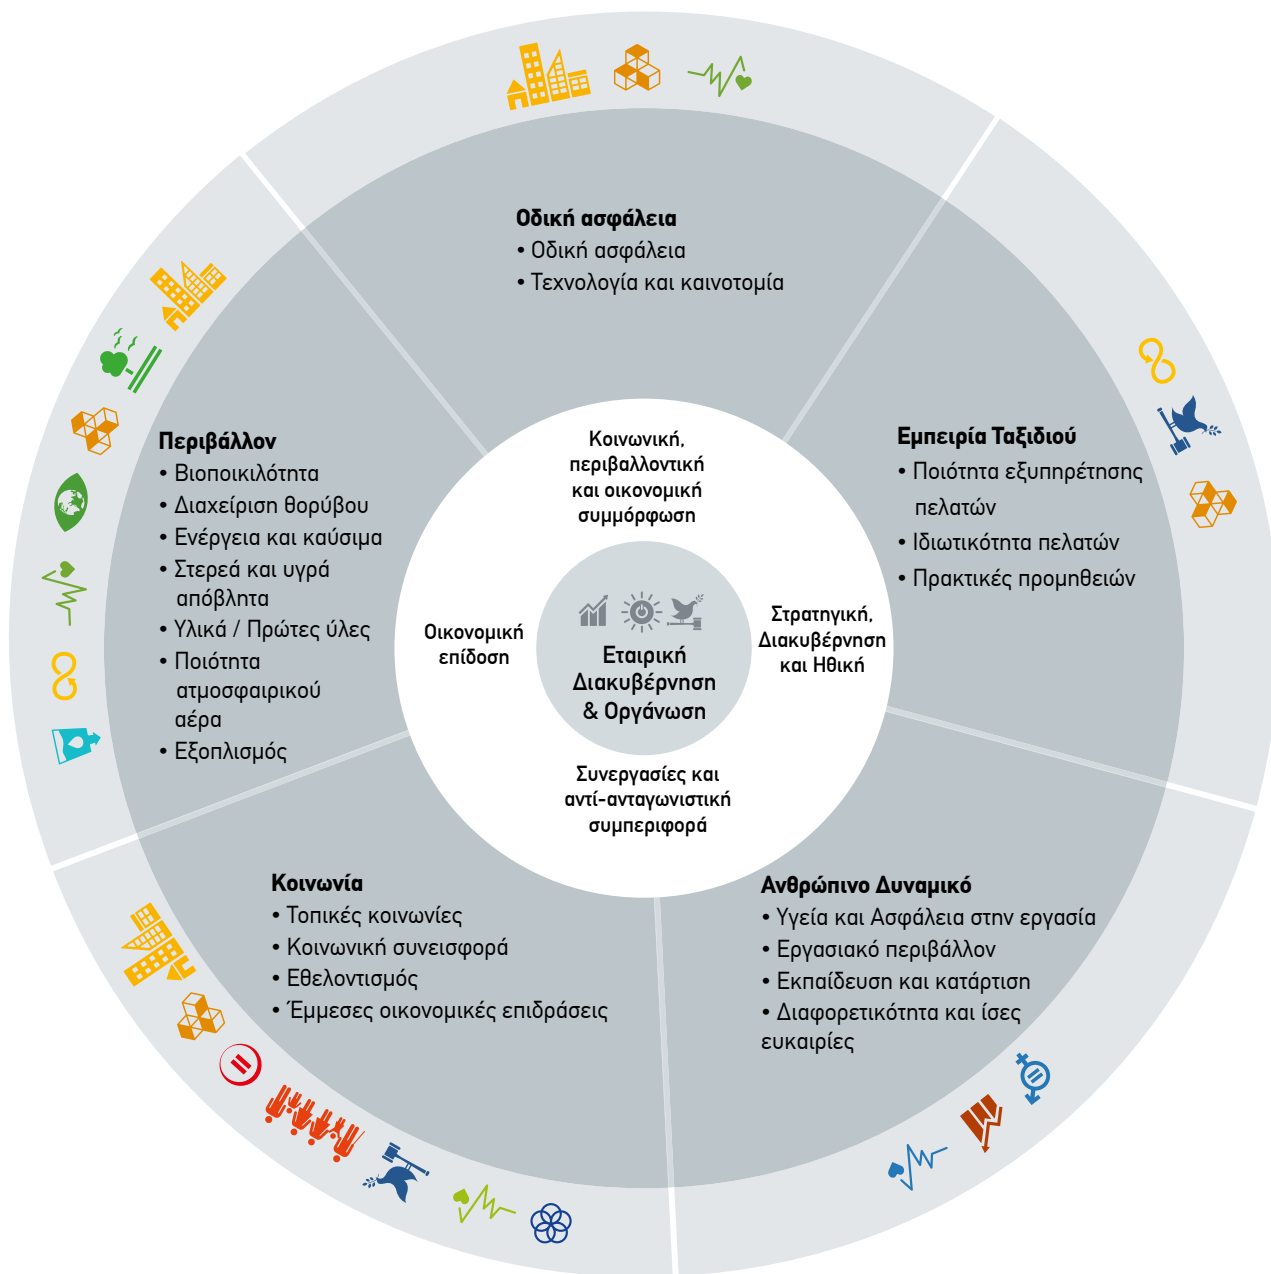 Οδική ασφάλεια
• Οδική ασφάλεια
• Τεχνολογία και καινοτομία
Εμπειρία Ταξιδιού
• Ποιότητα εξυπηρέτησης
πελατών
• Ιδιωτικότητα πελατών
• Πρακτικές προμηθειών
Περιβάλλον
• Βιοποικιλότητα
• Διαχείριση θορύβου
• Ενέργεια και καύσιμα
• Στερεά και υγρά
απόβλητα
• Υλικά / Πρώτες ύλες
• Ποιότητα
ατμοσφαιρικού
αέρα
• Εξοπλισμός
Κοινωνική,
περιβαλλοντική
και οικονομική
συμμόρφωση
Οικονομική
επίδοση
Εταιρική
Διακυβέρνηση
& Οργάνωση
Στρατηγική,
Διακυβέρνηση
και Ηθική
Συνεργασίες και
αντί-ανταγωνιστική
συμπεριφορά
Κοινωνία
• Τοπικές κοινωνίες
• Κοινωνική συνεισφορά
• Εθελοντισμός
• Έμμεσες οικονομικές επιδράσεις
Ανθρώπινο Δυναμικό
• Υγεία και Ασφάλεια στην εργασία
• Εργασιακό περιβάλλον
• Εκπαίδευση και κατάρτιση
• Διαφορετικότητα και ίσες
ευκαιρίες